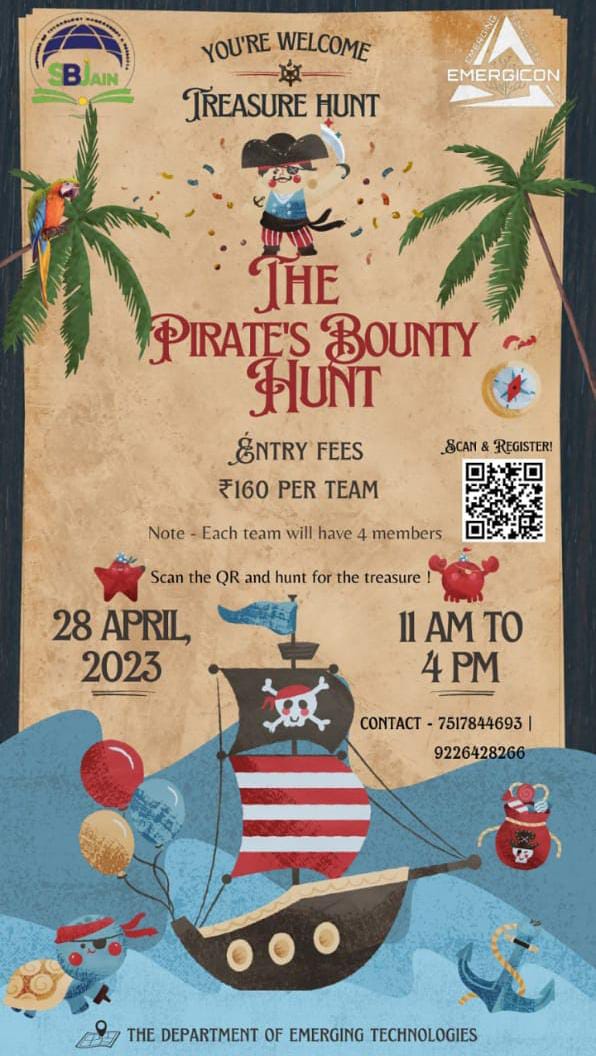 SBJAIN
EMERGICON
YOU'RE WELCOME
TREASURE HUNT
THE
PIRATE'S BOUNTY
HUNT
ENTRY FEES
₹160 PER TEAM
SCAN & REGISTER!
Note - Each team will have 4 members
Scan the QR and hunt for the treasure !
28 APRIL,
2023
11 AM TO
4 PM
CONTACT - 7517844693 |
9226428266
THE DEPARTMENT OF EMERGING TECHNOLOGIES